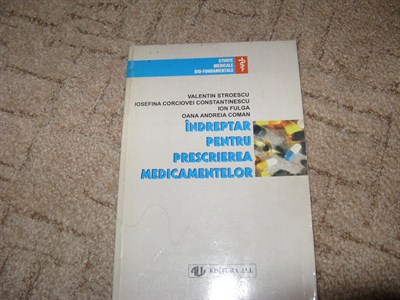 STIINTE
MEDICALE
BIO-FUNDAMENTALE
VALENTIN STROESCU
IOSEFINA CORCIOVEI CONSTANTINESCU
ION FULGA
OANA ANDREIA COMAN
ÎNDREPTAR
PENTRU
PRESCRIEREA
MEDICAMENTELOR
EDITURA ALL